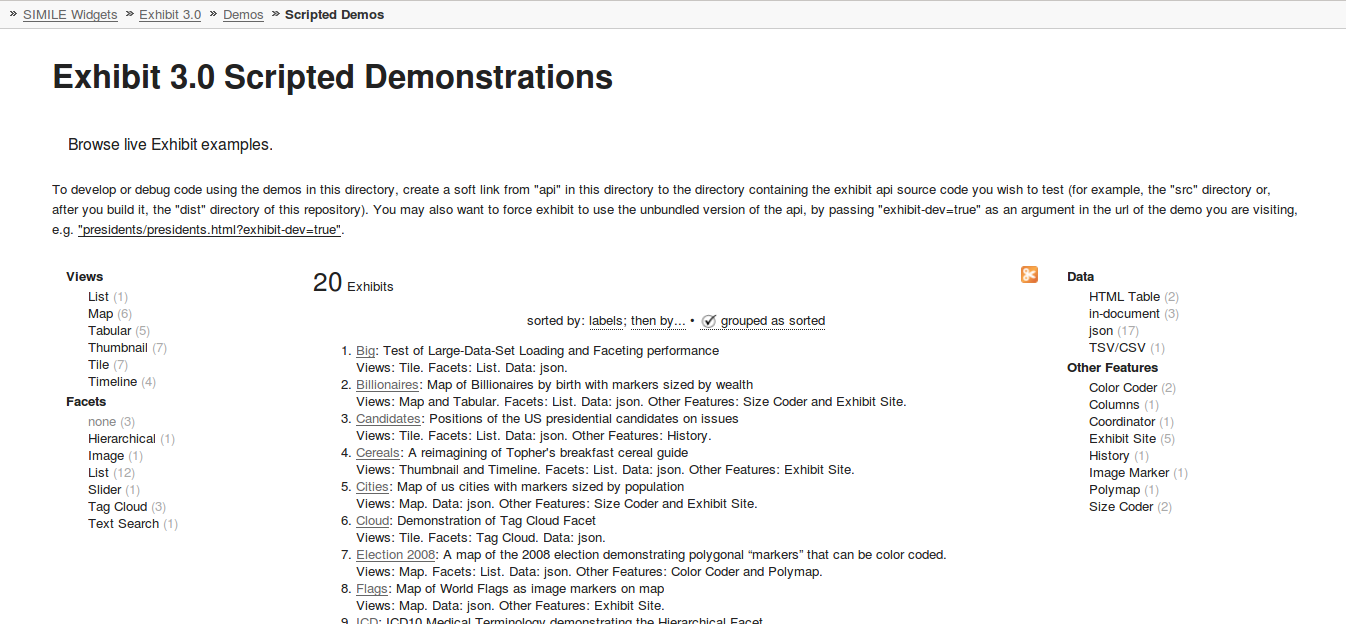 » SIMILE Widgets » Exhibit 3.0 » Demos » Scripted Demos
Exhibit 3.0 Scripted Demonstrations
Browse live Exhibit examples.
To develop or debug code using the demos in this directory, create a soft link from "api" in this directory to the directory containing the exhibit api source code you wish to test (for example, the "src" directory or,
after you build it, the "dist" directory of this repository). You may also want to force exhibit to use the unbundled version of the api, by passing "exhibit-dev=true" as an argument in the url of the demo you are visiting,
e.g. "presidents/presidents.html?exhibit-dev=true".
Views
List (1)
Map (6)
Tabular (5)
Thumbnail (7)
Tile (7)
Timeline (4)
Facets
none (3)
Hierarchical (1)
Image (1)
List (12)
Slider (1)
Tag Cloud (3)
Text Search (1)
20 Exhibits
sorted by: labels; then by... • grouped as sorted
1. Big: Test of Large-Data-Set Loading and Faceting performance
Views: Tile. Facets: List. Data: json.
2. Billionaires: Map of Billionaires by birth with markers sized by wealth
Views: Map and Tabular. Facets: List. Data: json. Other Features: Size Coder and Exhibit Site.
3. Candidates: Positions of the US presidential candidates on issues
Views: Tile. Facets: List. Data: json. Other Features: History.
4. Cereals: A reimagining of Topher's breakfast cereal guide
Views: Thumbnail and Timeline. Facets: List. Data: json. Other Features: Exhibit Site.
5. Cities: Map of us cities with markers sized by population
Views: Map. Data: json. Other Features: Size Coder and Exhibit Site.
6. Cloud: Demonstration of Tag Cloud Facet
Views: Tile. Facets: Tag Cloud. Data: json.
7. Election 2008: A map of the 2008 election demonstrating polygonal “markers” that can be color coded.
Views: Map. Facets: List. Data: json. Other Features: Color Coder and Polymap.
8. Flags: Map of World Flags as image markers on map
Views: Map. Data: json. Other Features: Exhibit Site.
9. ICD: ICD10 Medical Terminology demonstrating the Hierarchical Facet
Data
HTML Table (2)
in-document (3)
json (17)
TSV/CSV (1)
Other Features
Color Coder (2)
Columns (1)
Coordinator (1)
Exhibit Site (5)
History (1)
Image Marker (1)
Polymap (1)
Size Coder (2)